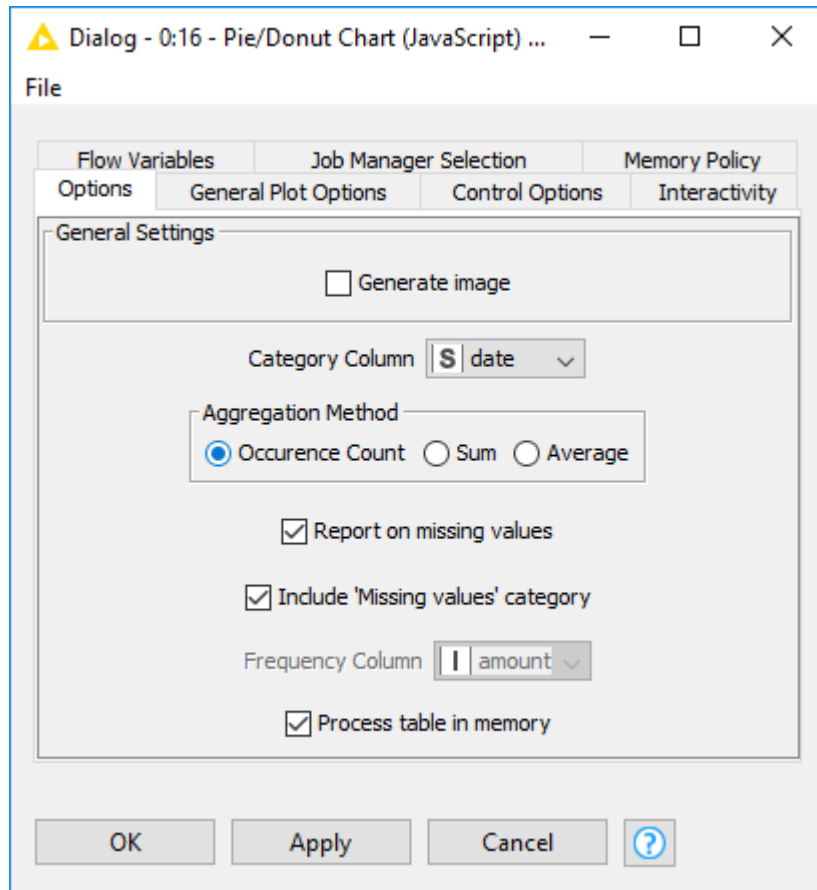 Dialog - 0:16 - Pie/Donut Chart (JavaScript) ...
File
Flow Variables Job Manager Selection Memory Policy
Options General Plot Options Control Options Interactivity
General Settings
Generate image
Category Column S date
Aggregation Method
Occurence Count Sum Average
Report on missing values
Include 'Missing values' category
Frequency Column I amount
Process table in memory
OK Apply Cancel ?